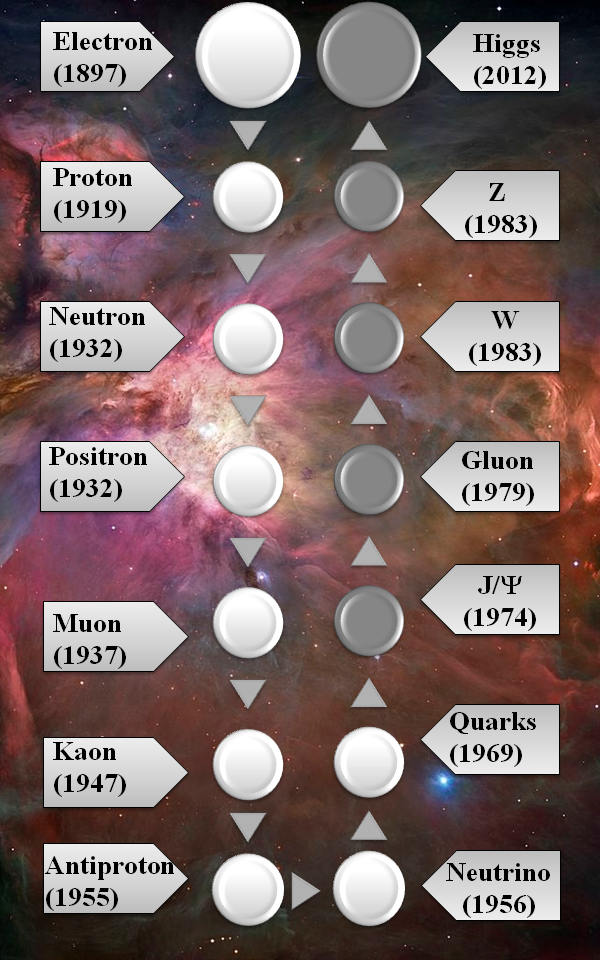 Electron
(1897)
Proton
(1919)
Neutron
(1932)
Positron
(1932)
Muon
(1937)
Kaon
(1947)
Antiproton
(1955)
Neutrino
(1956)
Quarks
(1969)
J/Ψ
(1974)
Gluon
(1979)
W
(1983)
Z
(1983)
Higgs
(2012)